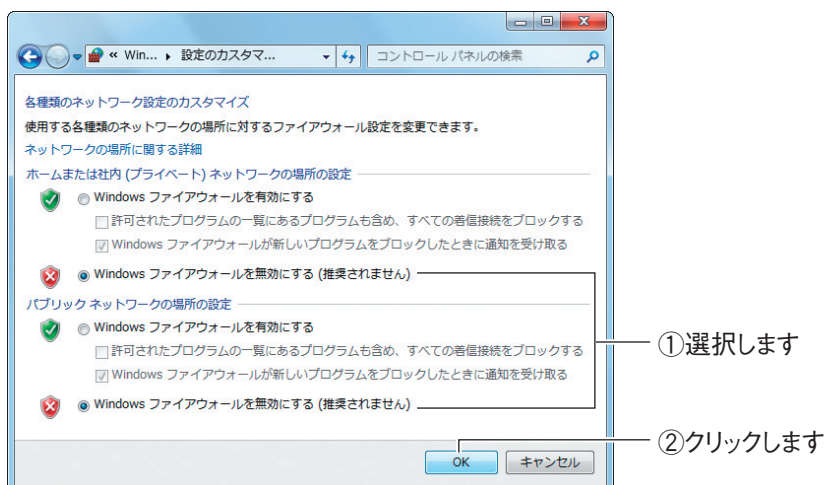 « Win... ▸ 設定のカスタマ...
コントロール パネルの検索
各種類のネットワーク設定のカスタマイズ
使用する各種類のネットワークの場所に対するファイアウォール設定を変更できます。
ネットワークの場所に関する詳細
ホームまたは社内 (プライベート) ネットワークの場所の設定
Windows ファイアウォールを有効にする
許可されたプログラムの一覧にあるプログラムも含め、すべての着信接続をブロックする
Windows ファイアウォールが新しいプログラムをブロックしたときに通知を受け取る
Windows ファイアウォールを無効にする (推奨されません)
パブリック ネットワークの場所の設定
Windows ファイアウォールを有効にする
許可されたプログラムの一覧にあるプログラムも含め、すべての着信接続をブロックする
①選択します
Windows ファイアウォールが新しいプログラムをブロックしたときに通知を受け取る
Windows ファイアウォールを無効にする (推奨されません)
②クリックします
OK
キャンセル